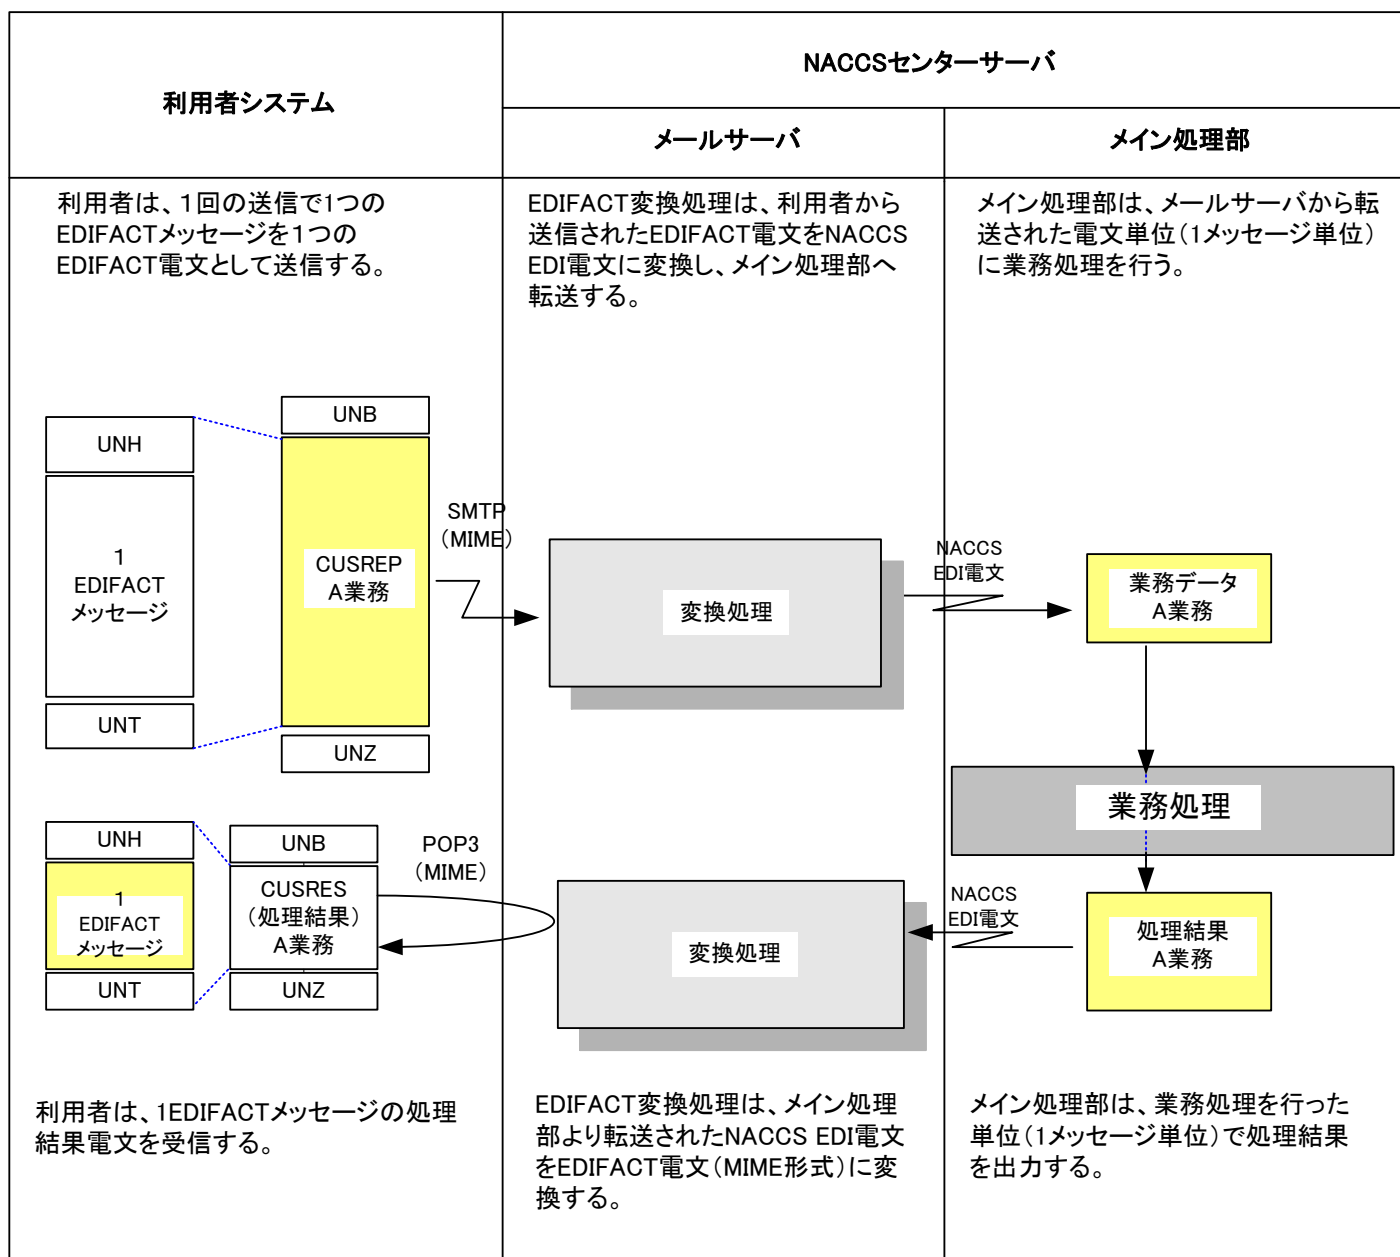 利用者システム
NACCSセンターサーバ
メールサーバ
メイン処理部
利用者は、１回の送信で1つの
EDIFACTメッセージを１つの
EDIFACT電文として送信する。
EDIFACT変換処理は、利用者から
送信されたEDIFACT電文をNACCS
EDI電文に変換し、メイン処理部へ
転送する。
メイン処理部は、メールサーバから転
送された電文単位（1メッセージ単位）
に業務処理を行う。
UNH
1
EDIFACT
メッセージ
UNT
UNB
CUSREP
A業務
UNZ
SMTP
（MIME）
変換処理
NACCS
EDI電文
業務データ
A業務
業務処理
UNH
1
EDIFACT
メッセージ
UNT
UNB
CUSRES
（処理結果）
A業務
UNZ
POP3
（MIME）
変換処理
NACCS
EDI電文
処理結果
A業務
利用者は、1EDIFACTメッセージの処理
結果電文を受信する。
EDIFACT変換処理は、メイン処理
部より転送されたNACCS EDI電文
をEDIFACT電文（MIME形式）に変
換する。
メイン処理部は、業務処理を行った
単位（1メッセージ単位）で処理結果
を出力する。